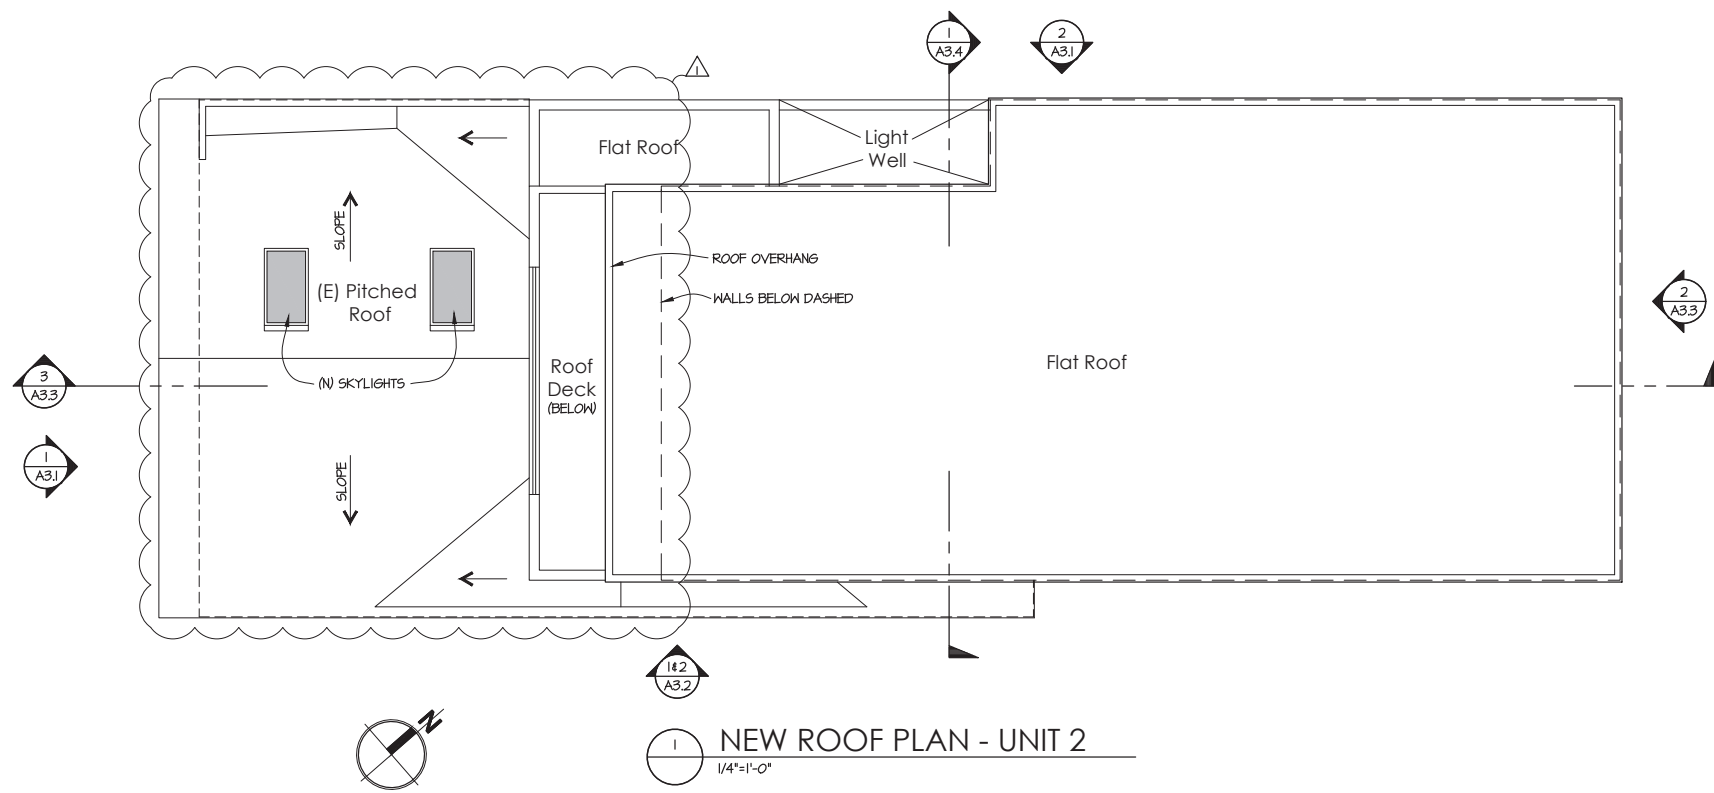 1
A3.4
2
A3.1
1
Flat Roof
Light
Well
SLOPE
ROOF OVERHANG
(E) Pitched
Roof
WALLS BELOW DASHED
2
A3.3
Roof
Deck
(BELOW)
Flat Roof
3
A3.3
(N) SKYLIGHTS
1
A3.1
SLOPE
1&2
A3.2
N
1
NEW ROOF PLAN - UNIT 2
1/4"=1'-0"